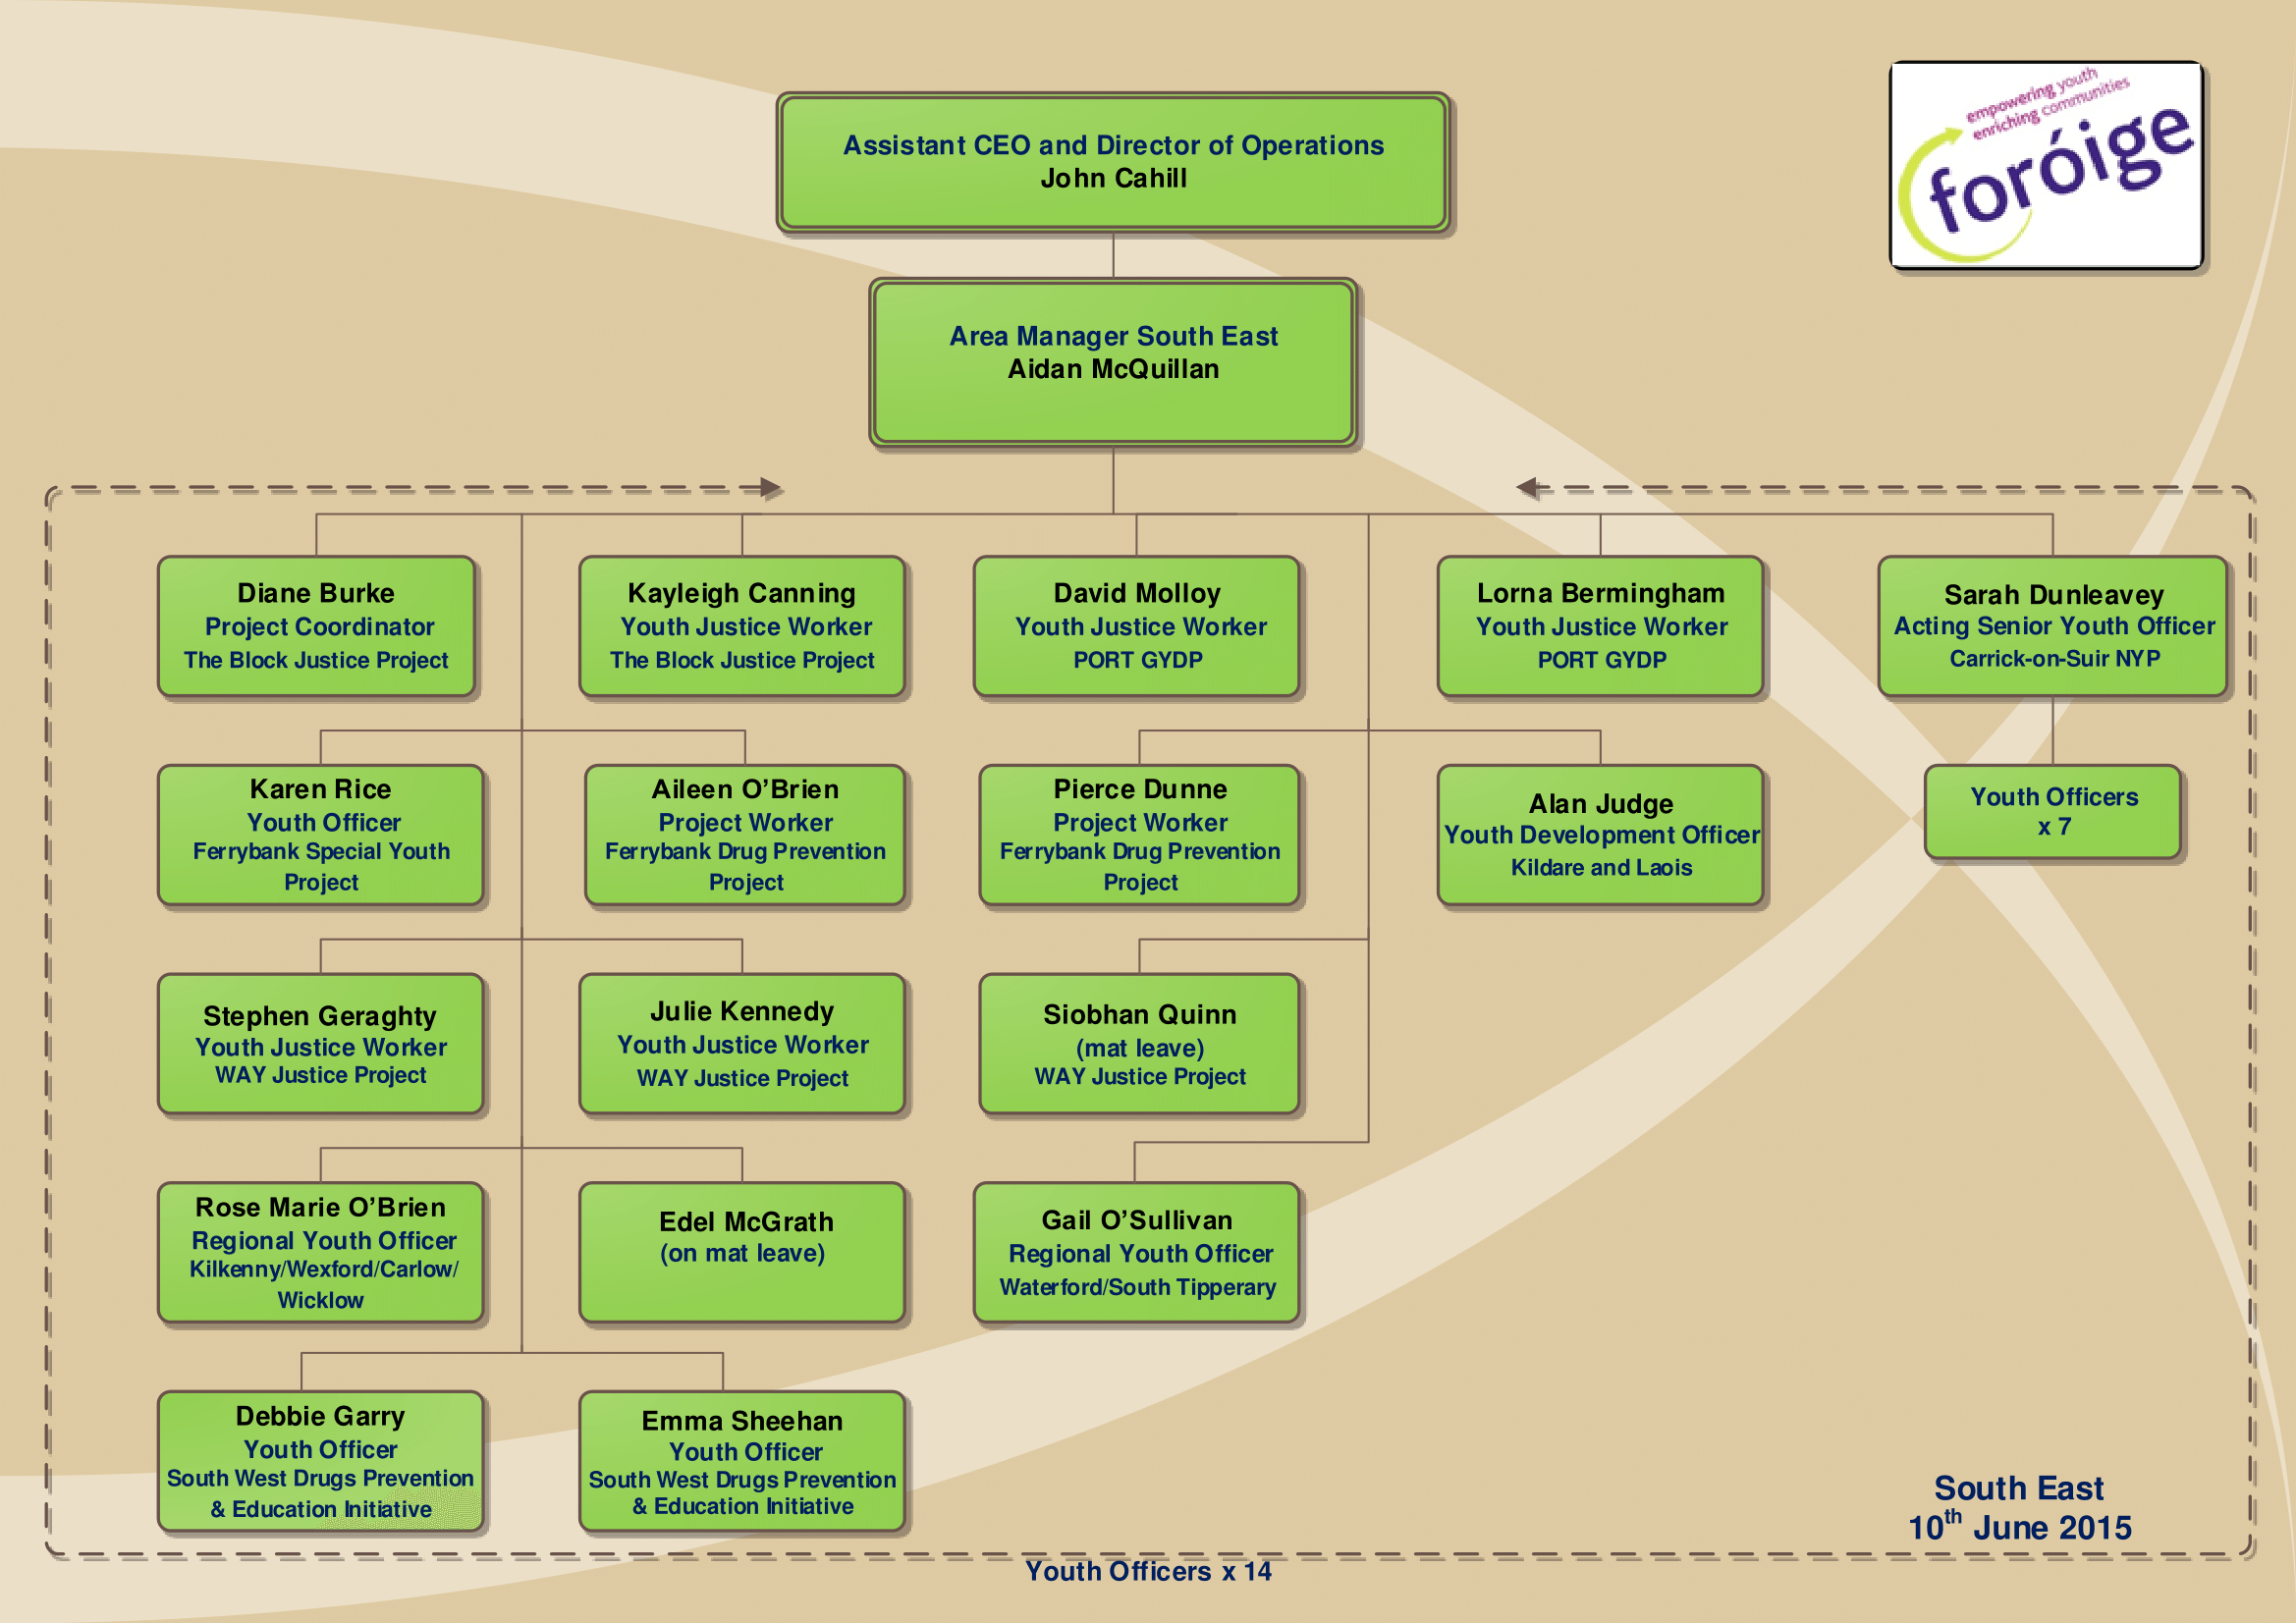 empowering youth
enriching communities
foróige
Assistant CEO and Director of Operations
John Cahill
Area Manager South East
Aidan McQuillan
Diane Burke
Project Coordinator
The Block Justice Project
Kayleigh Canning
Youth Justice Worker
The Block Justice Project
David Molloy
Youth Justice Worker
PORT GYDP
Lorna Bermingham
Youth Justice Worker
PORT GYDP
Sarah Dunleavey
Acting Senior Youth Officer
Carrick-on-Suir NYP
Karen Rice
Youth Officer
Ferrybank Special Youth
Project
Aileen O’Brien
Project Worker
Ferrybank Drug Prevention
Project
Pierce Dunne
Project Worker
Ferrybank Drug Prevention
Project
Alan Judge
Youth Development Officer
Kildare and Laois
Youth Officers
x 7
Stephen Geraghty
Youth Justice Worker
WAY Justice Project
Julie Kennedy
Youth Justice Worker
WAY Justice Project
Siobhan Quinn
(mat leave)
WAY Justice Project
Rose Marie O’Brien
Regional Youth Officer
Kilkenny/Wexford/Carlow/
Wicklow
Edel McGrath
(on mat leave)
Gail O’Sullivan
Regional Youth Officer
Waterford/South Tipperary
Debbie Garry
Youth Officer
South West Drugs Prevention
& Education Initiative
Emma Sheehan
Youth Officer
South West Drugs Prevention
& Education Initiative
South East
10th June 2015
Youth Officers x 14